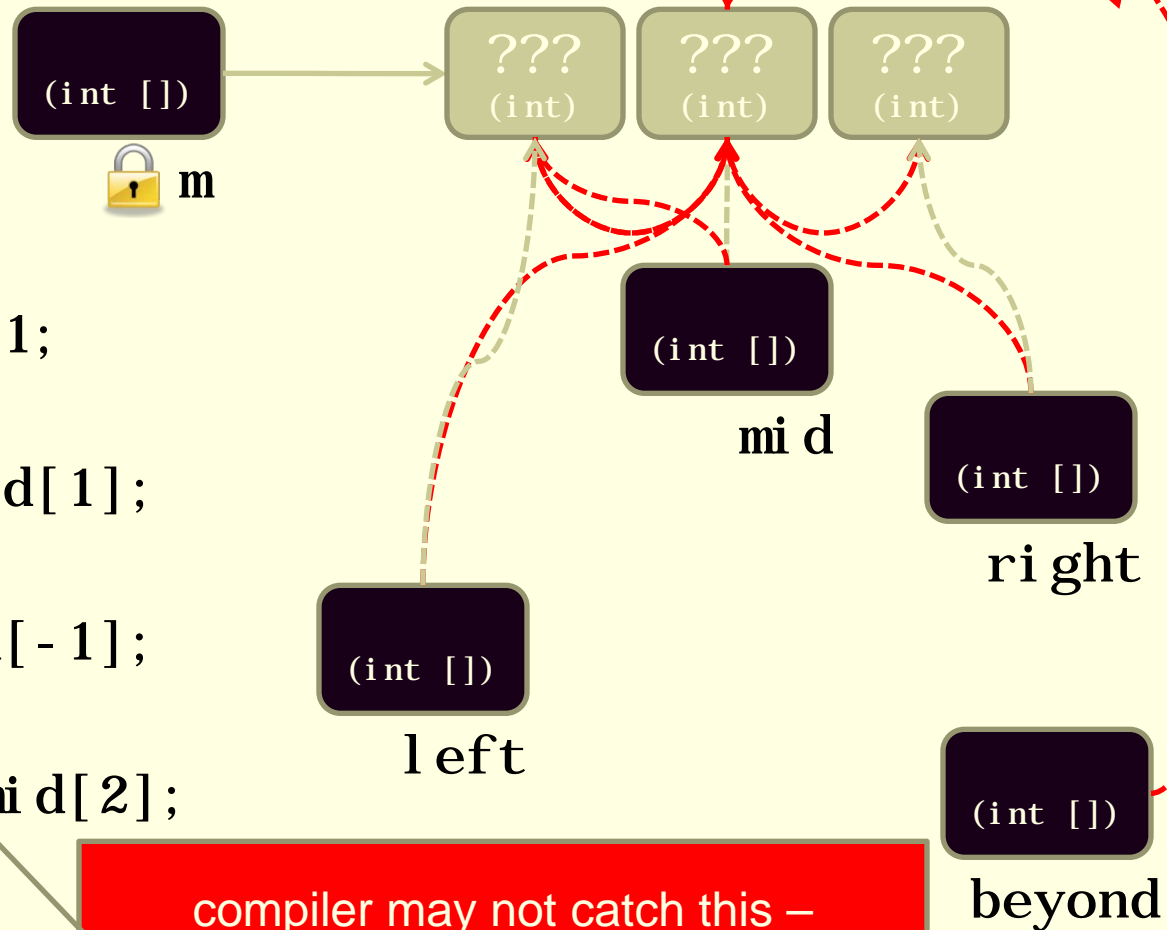 (int [])
???
(int)
???
(int)
???
(int)
m
1;
(int [])
mid
d[1];
(int [])
right
[-1];
(int [])
left
mid[2];
(int [])
beyond
compiler may not catch this –